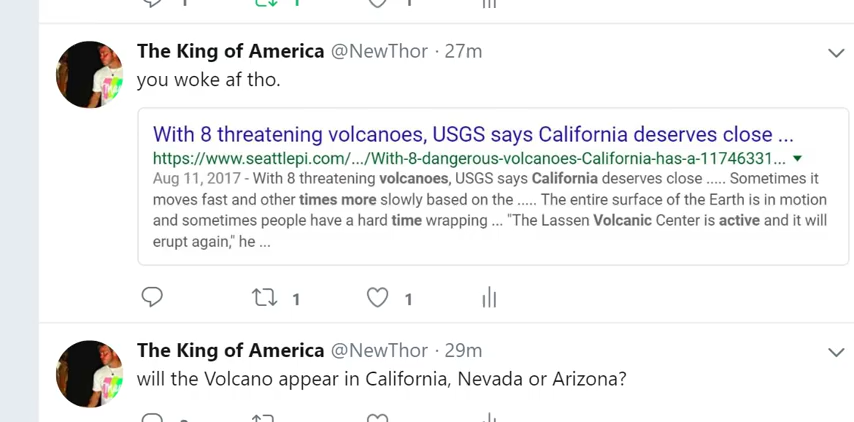 The King of America @NewThor · 27m
you woke af tho.
With 8 threatening volcanoes, USGS says California deserves close ...
https://www.seattlepi.com/.../With-8-dangerous-volcanoes-California-has-a-11746331...
Aug 11, 2017 - With 8 threatening volcanoes, USGS says California deserves close ..... Sometimes it
moves fast and other times more slowly based on the ..... The entire surface of the Earth is in motion
and sometimes people have a hard time wrapping ... "The Lassen Volcanic Center is active and it will
erupt again," he ...
1 1
The King of America @NewThor · 29m
will the Volcano appear in California, Nevada or Arizona?